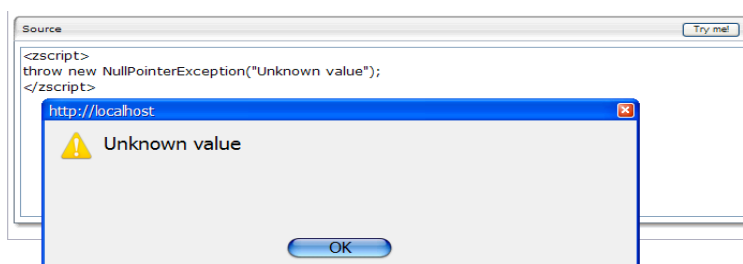 Source
Try me!
<zscript>
throw new NullPointerException("Unknown value");
</zscript>
http://localhost
Unknown value
OK